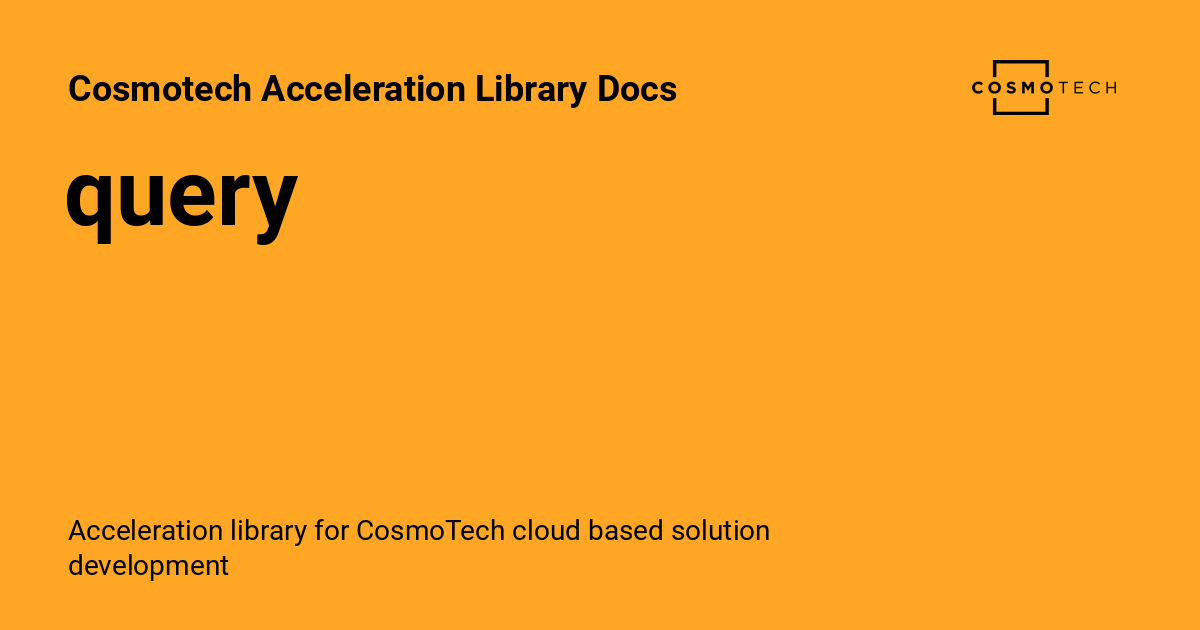 Cosmotech Acceleration Library Docs
COSMOTECH
query
Acceleration library for CosmoTech cloud based solution
development